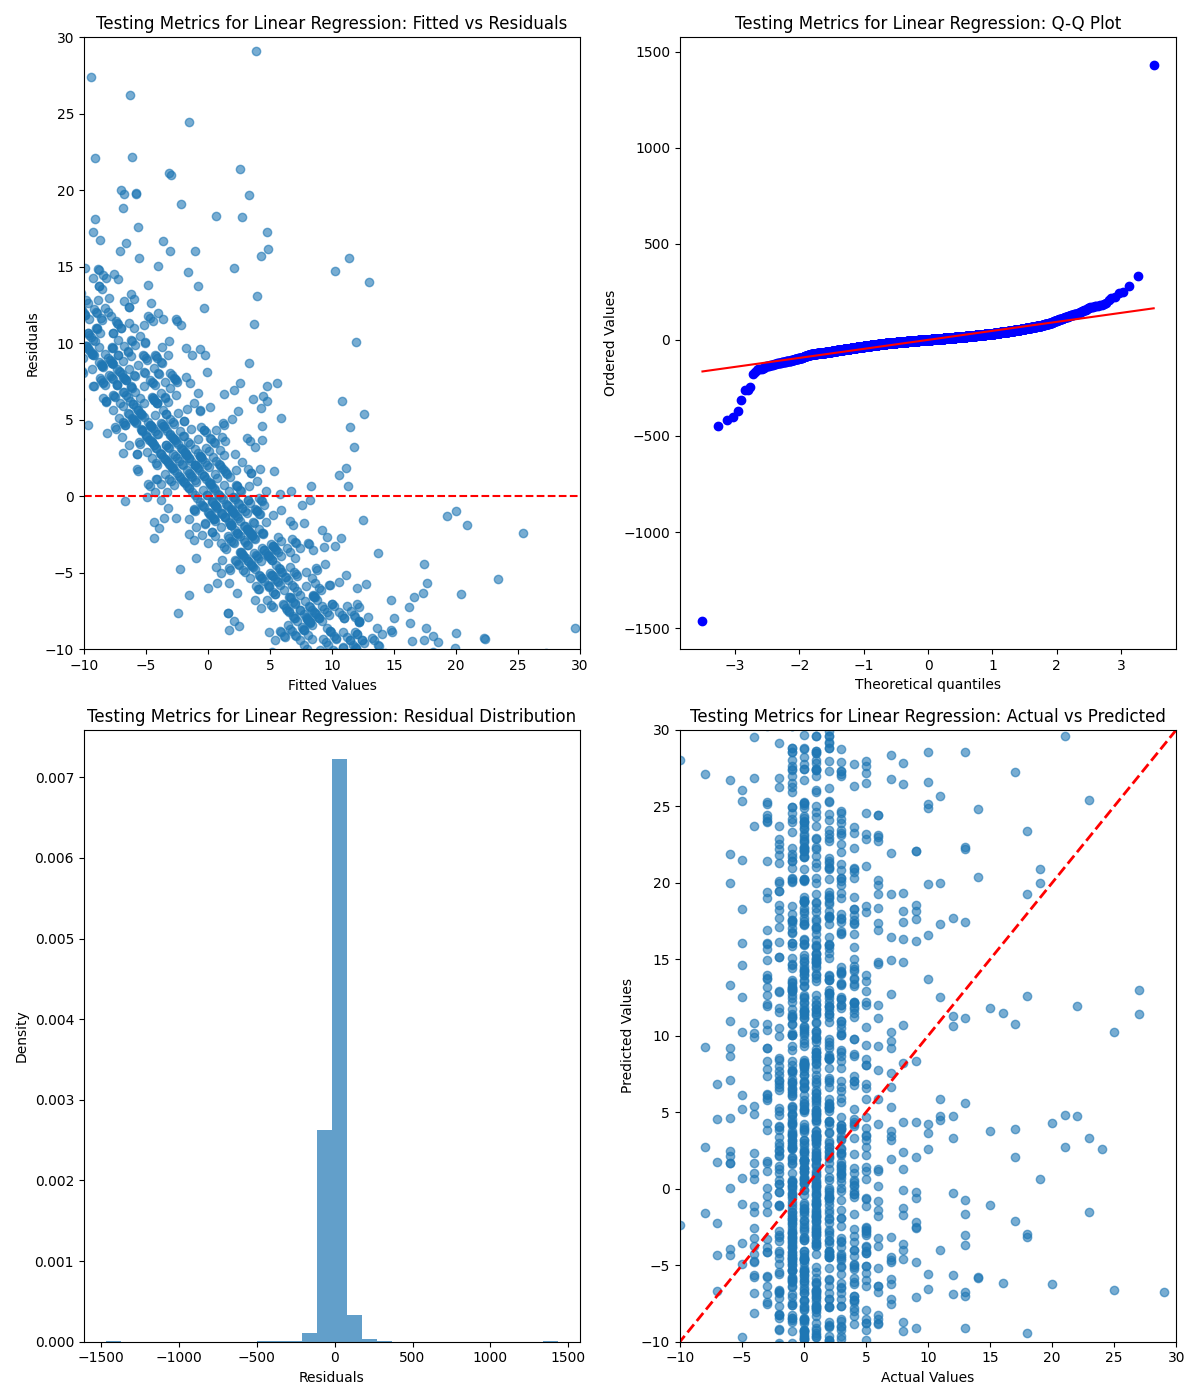 Testing Metrics for Linear Regression: Fitted vs Residuals
30
25
20
15
10
5
0
−5
−10
Residuals
−10 −5 0 5 10 15 20 25 30
Fitted Values
Testing Metrics for Linear Regression: Q-Q Plot
1500
1000
500
0
−500
−1000
−1500
Ordered Values
−3 −2 −1 0 1 2 3
Theoretical quantiles
Testing Metrics for Linear Regression: Residual Distribution
0.007
0.006
0.005
0.004
0.003
0.002
0.001
0.000
Density
−1500 −1000 −500 0 500 1000 1500
Residuals
Testing Metrics for Linear Regression: Actual vs Predicted
30
25
20
15
10
5
0
−5
−10
Predicted Values
−10 −5 0 5 10 15 20 25 30
Actual Values